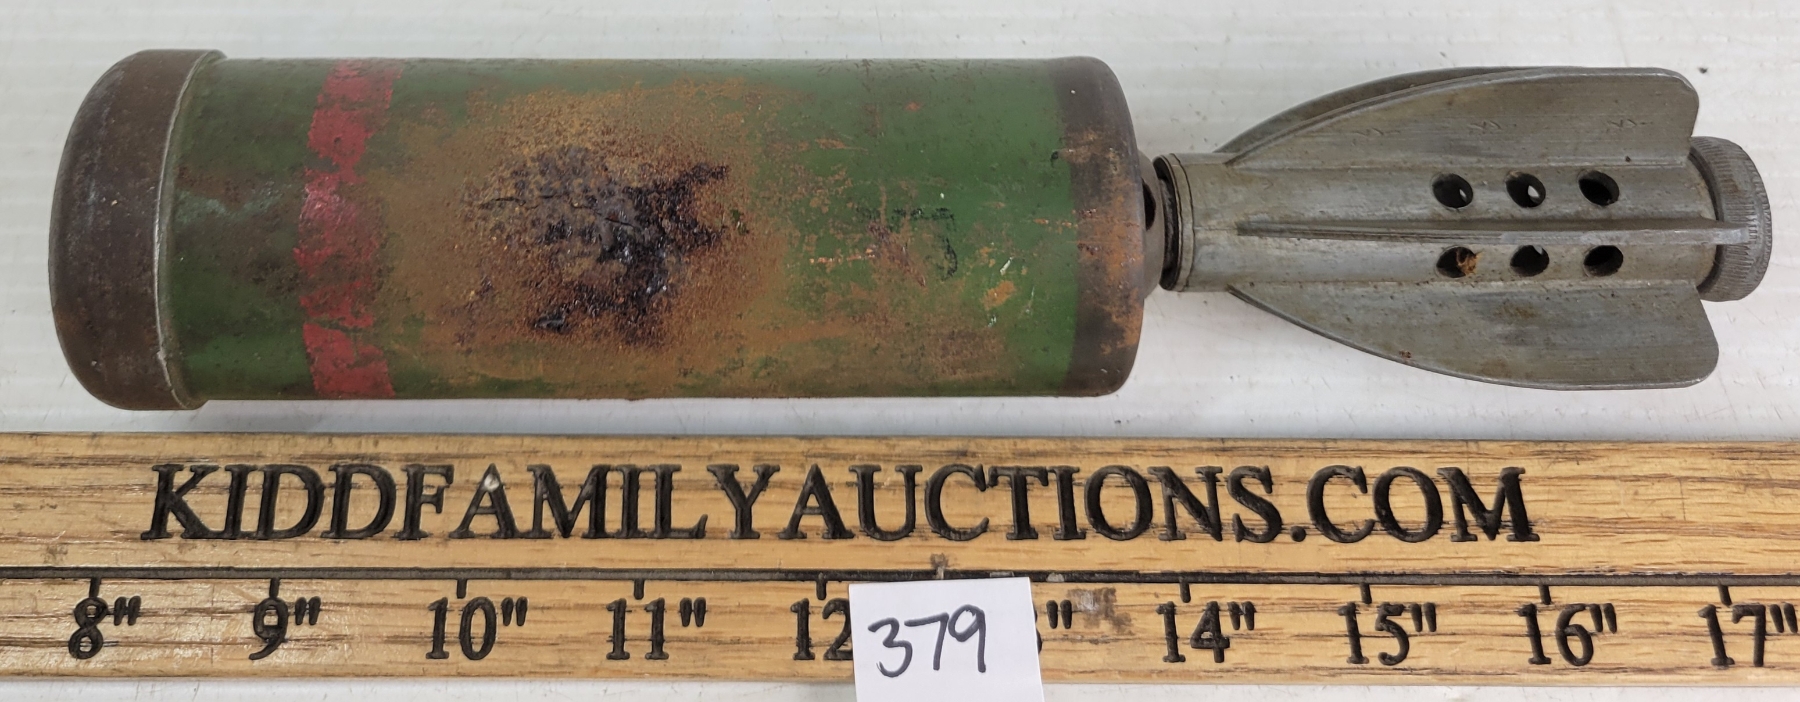 KIDDFAMILYAUCTIONS.COM
8" 9" 10" 11" 12 " 14" 15" 16" 17"
379